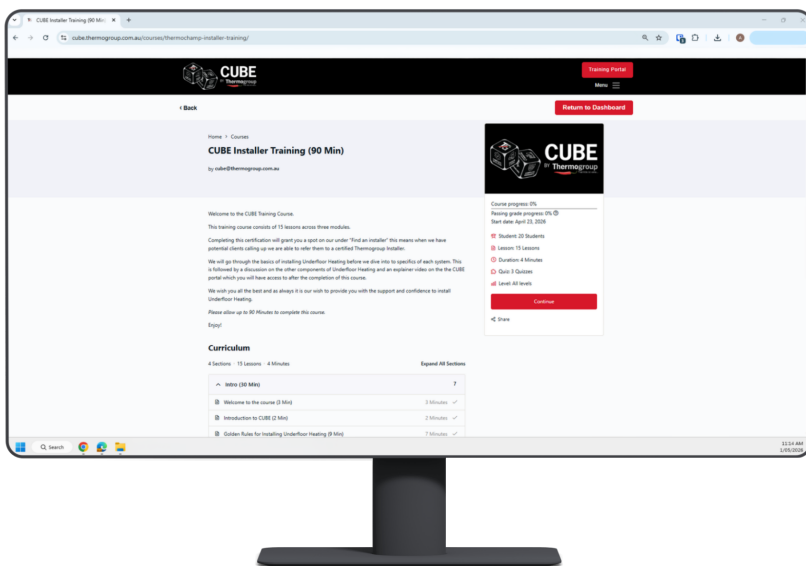 CUBE Installer Training (90 Min)
cube.thermogroup.com.au/courses/thermochamp-installer-training/
CUBE
BY Thermogroup
Training Portal
Menu
< Back
Return to Dashboard
Home > Courses
CUBE Installer Training (90 Min)
by cube@thermogroup.com.au
CUBE
BY Thermogroup
Course progress: 0%
Passing grade progress: 0%
Start date: April 23, 2026
Student: 20 Students
Lesson: 15 Lessons
Duration: 4 Minutes
Quiz: 3 Quizzes
Level: All levels
Continue
Share
Welcome to the CUBE Training Course.
This training course consists of 15 lessons across three modules.
Completing this certification will grant you a spot on our under "Find an installer" this means when we have
potential clients calling up we are able to refer them to a certified Thermogroup Installer.
We will go through the basics of installing Underfloor Heating before we dive into to specifics of each system. This
is followed by a discussion on the other components of Underfloor Heating and an explainer video on the the CUBE
portal which you will have access to after the completion of this course.
We wish you all the best and as always it is our wish to provide you with the support and confidence to install
Underfloor Heating.
Please allow up to 90 Minutes to complete this course.
Enjoy!
Curriculum
4 Sections · 15 Lessons · 4 Minutes
Expand All Sections
Intro (30 Min)
7
Welcome to the course (3 Min)
3 Minutes
Introduction to CUBE (2 Min)
2 Minutes
Golden Rules for Installing Underfloor Heating (9 Min)
7 Minutes
Search
11:14 AM
1/05/2026